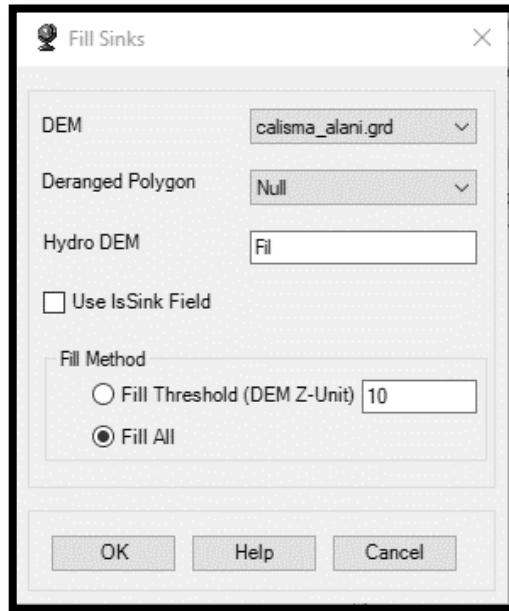 Fill Sinks
DEM calisma_alani.grd
Deranged Polygon Null
Hydro DEM Fil
Use IsSink Field
Fill Method
Fill Threshold (DEM Z-Unit) 10
Fill All
OK Help Cancel